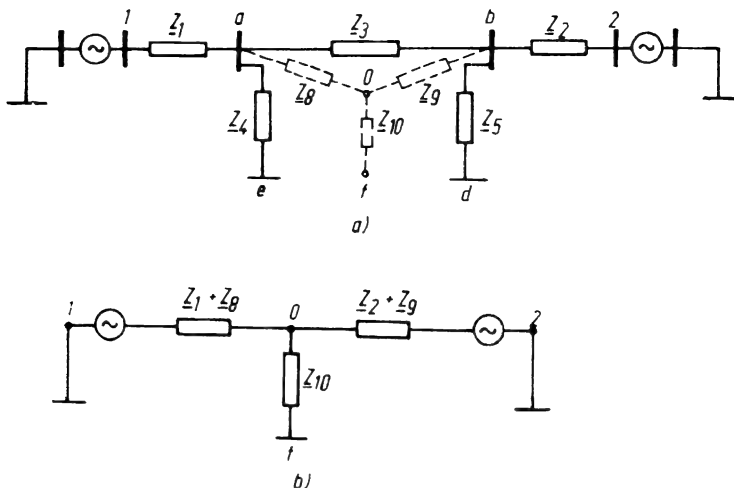 1 Z1 a Z3 b Z2 2
Z8 0 Z9
Z4 Z10 Z5
e f d
a)
1 Z1 + Z8 0 Z2 + Z9 2
Z10
f
b)